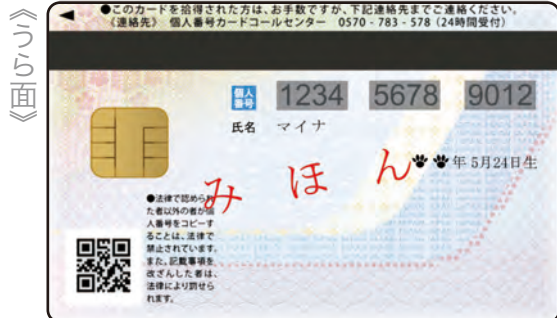 《うら面》
●このカードを拾得された方は、お手数ですが、下記連絡先までご連絡ください。
《連絡先》 個人番号カードコールセンター 0570-783-578（24時間受付）
個人番号 1234 5678 9012
氏名 マイナ
みほん
年5月24日生
●法律で認められ
た者以外の者が個
人番号をコピーす
ることは、法律で
禁止されています。
また、記載事項を
改ざんした者は、
法律により罰せら
れます。